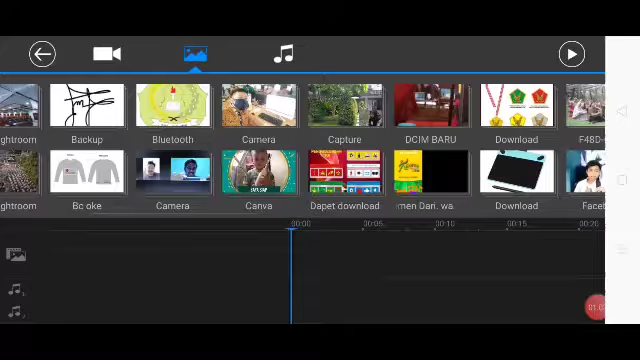 ghtroom Backup Bluetooth Camera Capture DCIM BARU Download F48D-
ghtroom Bc oke Camera Canva Dapet download men Dari. wa. Download Faceb
00:00 00:05 00:10 00:15 00:20